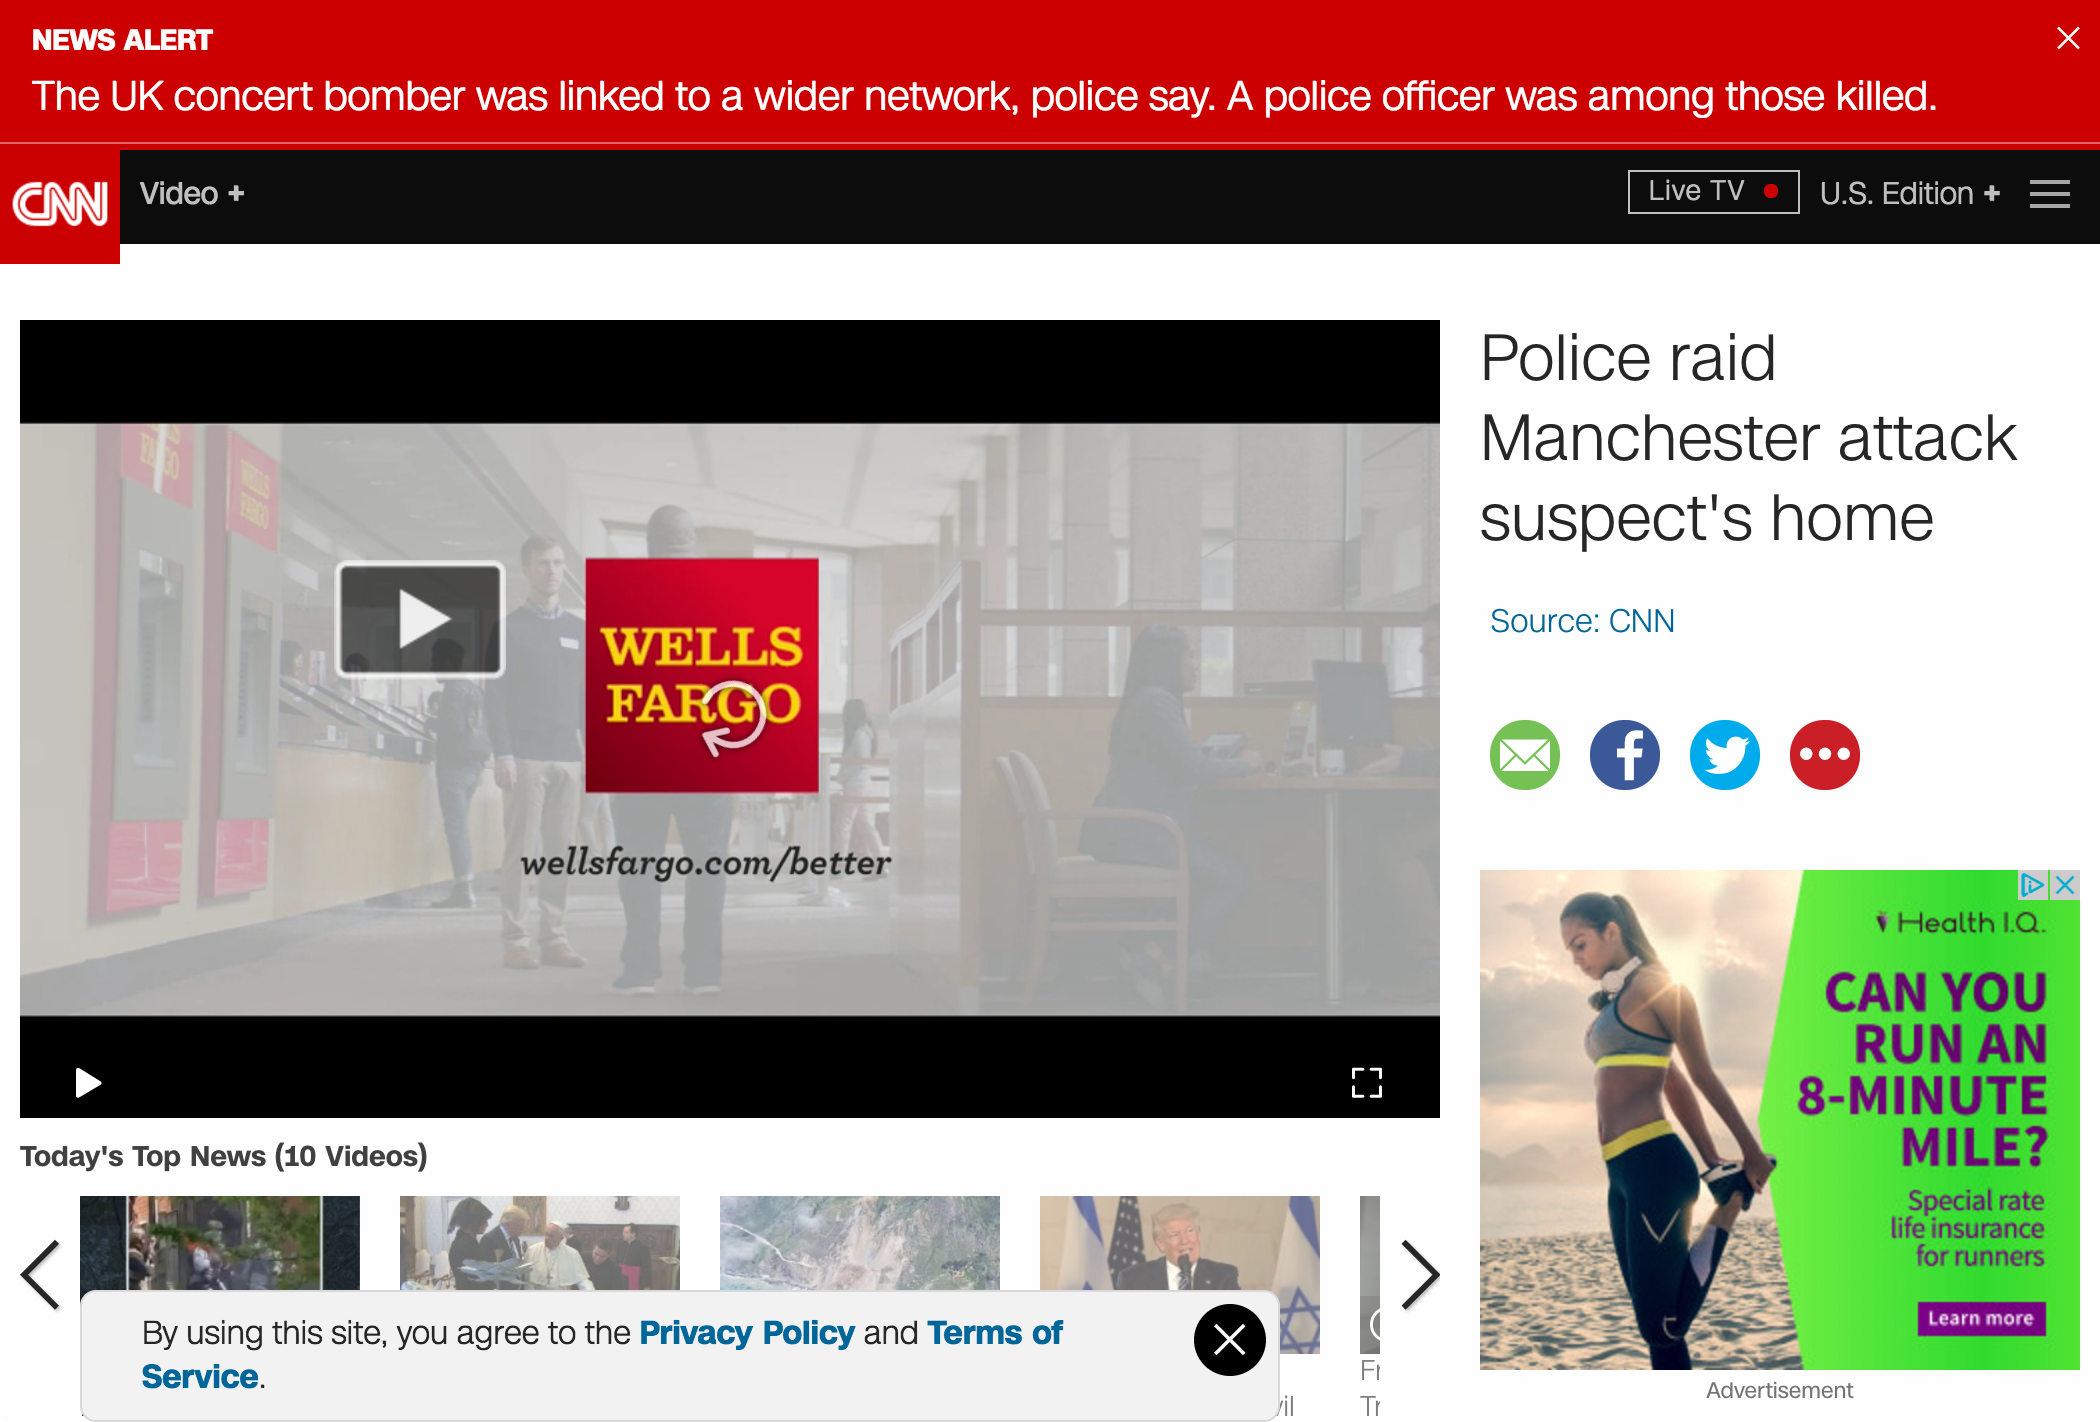 NEWS ALERT
The UK concert bomber was linked to a wider network, police say. A police officer was among those killed.
CNN
Video +
Live TV
U.S. Edition +
Police raid
Manchester attack
suspect's home
Source: CNN
WELLS
FARGO
WELLS
FARGO
wellsfargo.com/better
Health I.Q.
CAN YOU
RUN AN
8-MINUTE
MILE?
Special rate
life insurance
for runners
Learn more
Advertisement
Today's Top News (10 Videos)
By using this site, you agree to the Privacy Policy and Terms of
Service.